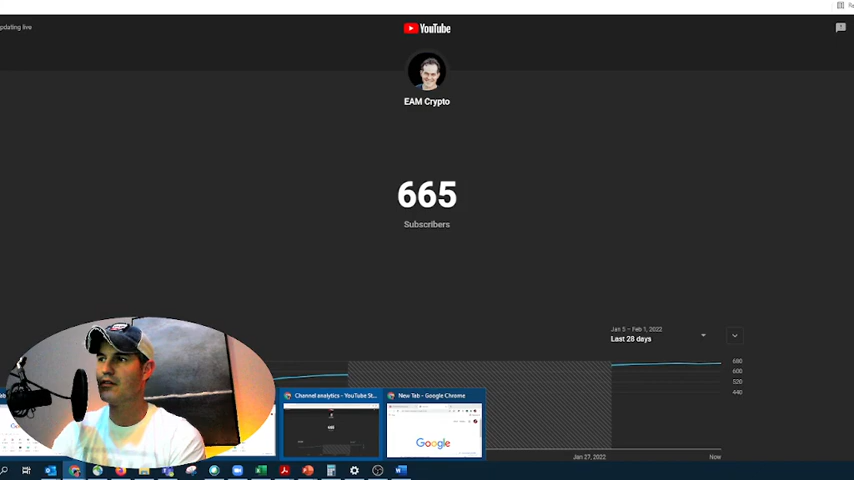 pdating live
YouTube
EAM Crypto
665
Subscribers
Jan 5 – Feb 1, 2022
Last 28 days
680
600
520
440
Channel analytics - YouTube St...
New Tab - Google Chrome
665
Google
Jan 27, 2022
Now